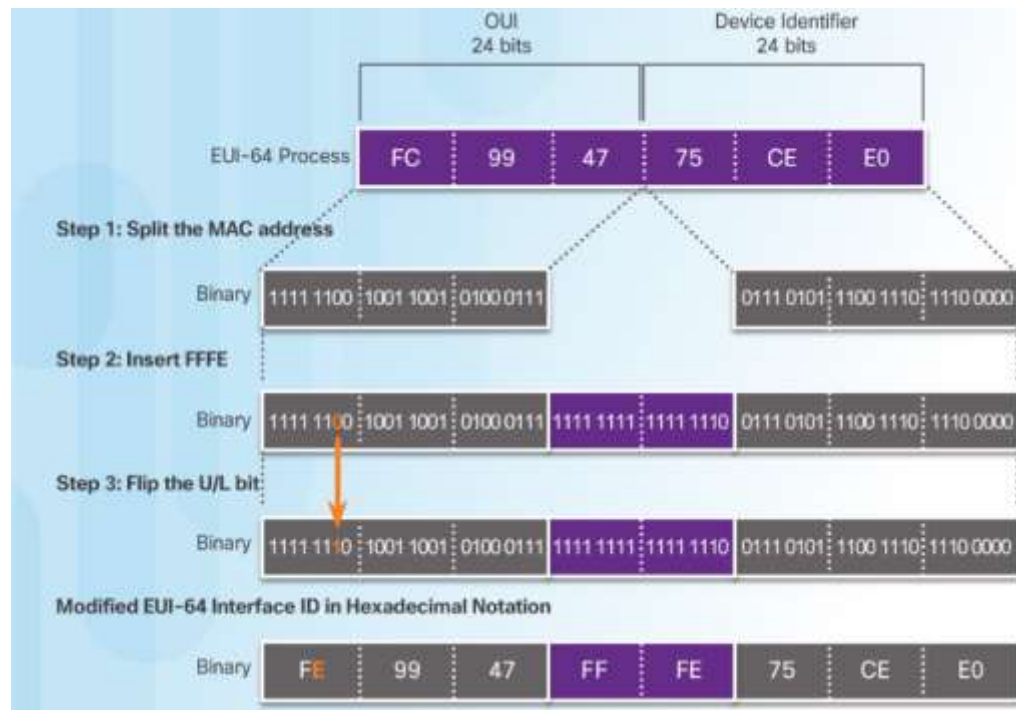 OUI Device Identifier
24 bits 24 bits
EUI-64 Process FC 99 47 75 CE E0
Step 1: Split the MAC address
Binary 1111 1100 1001 1001 0100 0111 0111 0101 1100 1110 1110 0000
Step 2: Insert FFFE
Binary 1111 1100 1001 1001 0100 0111 1111 1111 1111 1110 0111 0101 1100 1110 1110 0000
Step 3: Flip the U/L bit
Binary 1111 1110 1001 1001 0100 0111 1111 1111 1111 1110 0111 0101 1100 1110 1110 0000
Modified EUI-64 Interface ID in Hexadecimal Notation
Binary FE 99 47 FF FE 75 CE E0